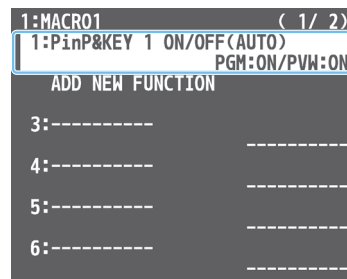 1:MACRO1 ( 1/ 2)
1:PinP&KEY 1 ON/OFF(AUTO)
PGM:ON/PVW:ON
ADD NEW FUNCTION
3:----------
----------
4:----------
----------
5:----------
----------
6:----------
----------